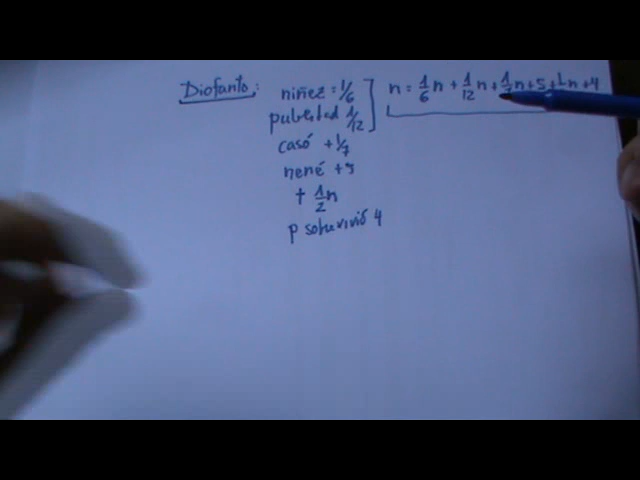 Diofanto:
niñez = 1/6
pubertad 1/12
casó + 1/7
nené + 5
† 1/2 n
p sobrevivió 4
n = 1/6 n + 1/12 n + 1/7 n + 5 + 1/ n + 4